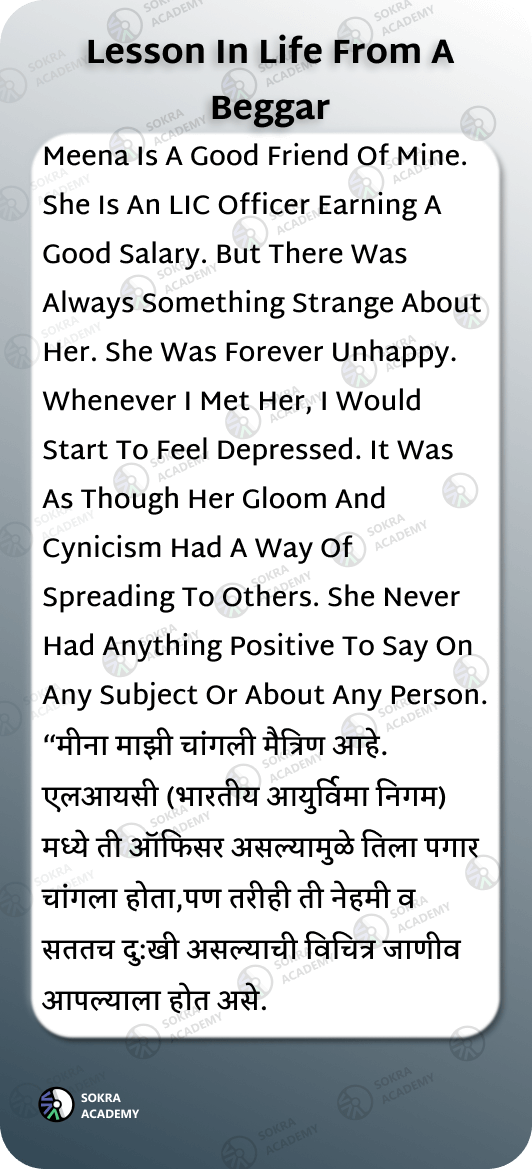 Lesson In Life From A
Beggar
Meena Is A Good Friend Of Mine.
She Is An LIC Officer Earning A
Good Salary. But There Was
Always Something Strange About
Her. She Was Forever Unhappy.
Whenever I Met Her, I Would
Start To Feel Depressed. It Was
As Though Her Gloom And
Cynicism Had A Way Of
Spreading To Others. She Never
Had Anything Positive To Say On
Any Subject Or About Any Person.
“मीना माझी चांगली मैत्रिण आहे.
एलआयसी (भारतीय आयुर्विमा निगम)
मध्ये ती ऑफिसर असल्यामुळे तिला पगार
चांगला होता,पण तरीही ती नेहमी व
सततच दु:खी असल्याची विचित्र जाणीव
आपल्याला होत असे.
SOKRA
ACADEMY